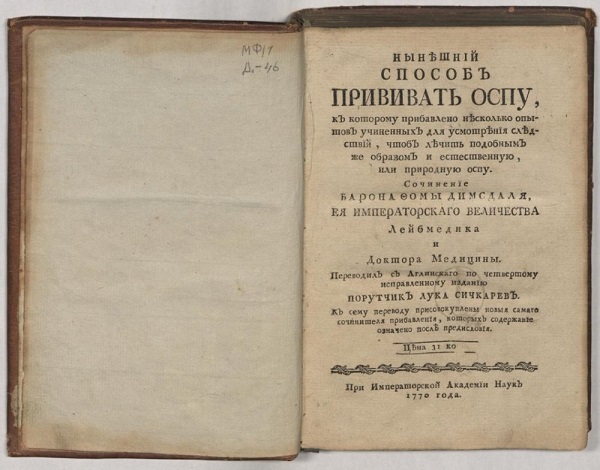 МФ/1
Д.-46
НЫНѢШНІЙ
СПОСОБЪ
ПРИВИВАТЬ ОСПУ,
къ которому прибавлено нѣсколько опы-
товъ учиненныхъ для усмотрѣнія слѣд-
ствій, чтобъ лѣчить подобнымъ
же образомъ и естественную,
или природную оспу.
Сочиненіе
БАРОНА ѲОМЫ ДИМСДАЛЯ,
ЕЯ ИМПЕРАТОРСКАГО ВЕЛИЧЕСТВА
Лейбмедика
и
Доктора Медицины.
Переводилъ съ Аглинскаго по четвертому
исправленному изданію
ПОРУТЧИКЪ ЛУКА СИЧКАРЕВЪ.
Къ сему переводу присовокуплены новыя самаго
сочинителя прибавленія, которыхъ содержаніе
означено послѣ предисловія.
Цѣна 31 ко
При Императорской Академіи Наукъ
1770 года.